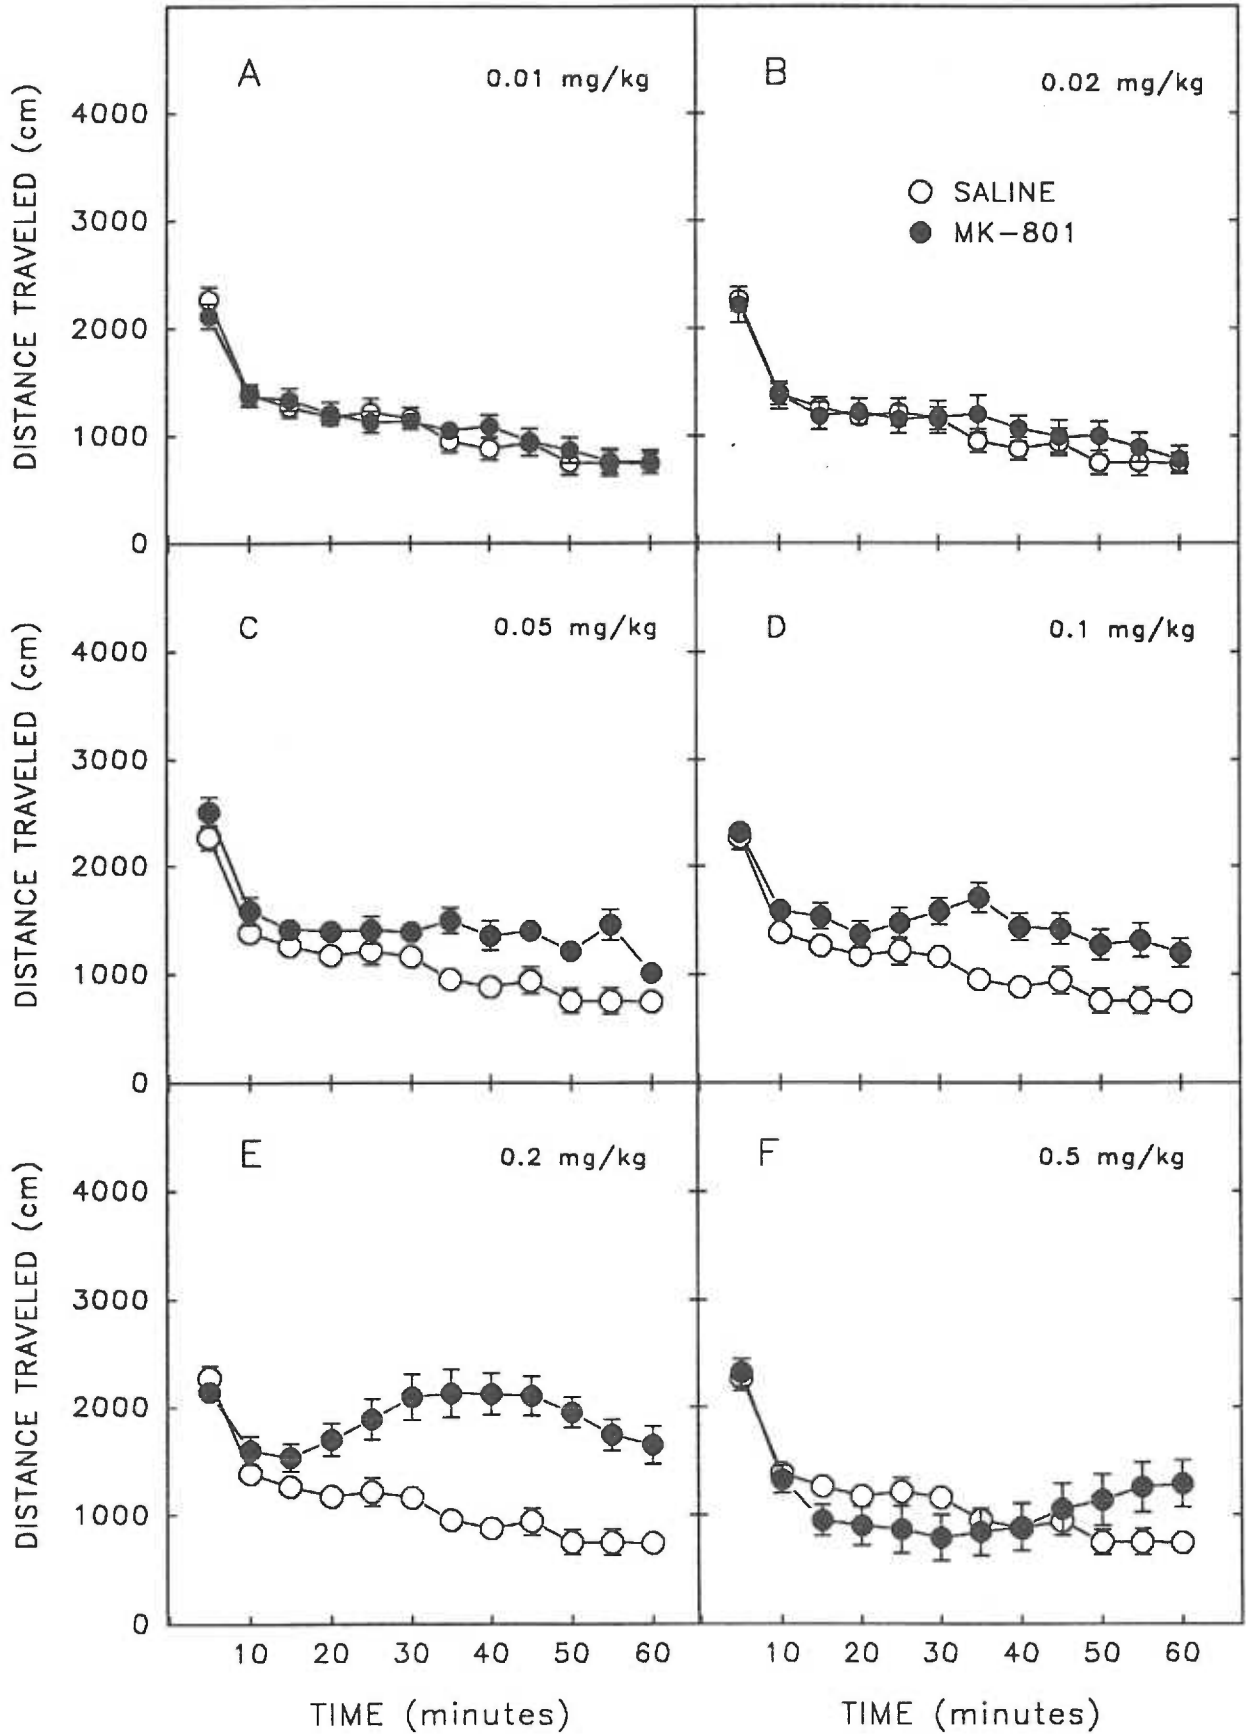 A 0.01 mg/kg
B 0.02 mg/kg
SALINE
MK-801
DISTANCE TRAVELED (cm)
4000
3000
2000
1000
0
C 0.05 mg/kg
D 0.1 mg/kg
DISTANCE TRAVELED (cm)
4000
3000
2000
1000
0
E 0.2 mg/kg
F 0.5 mg/kg
DISTANCE TRAVELED (cm)
4000
3000
2000
1000
0
10 20 30 40 50 60
10 20 30 40 50 60
TIME (minutes)
TIME (minutes)